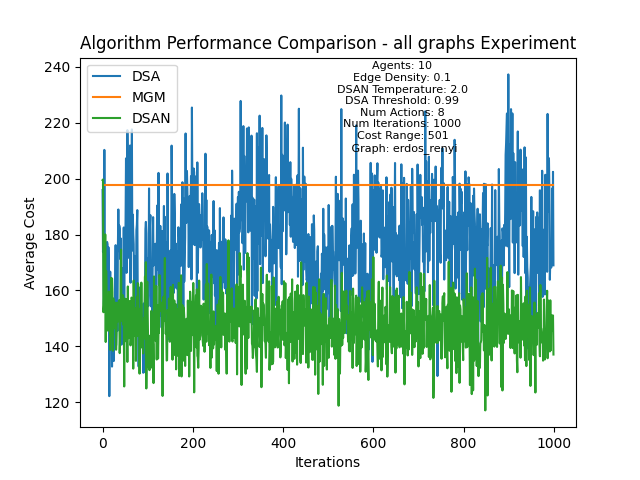 Algorithm Performance Comparison - all graphs Experiment
DSA
MGM
DSAN
Agents: 10
Edge Density: 0.1
DSAN Temperature: 2.0
DSA Threshold: 0.99
Num Actions: 8
Num Iterations: 1000
Cost Range: 501
Graph: erdos_renyi
Average Cost
240
220
200
180
160
140
120
0
200
400
600
800
1000
Iterations